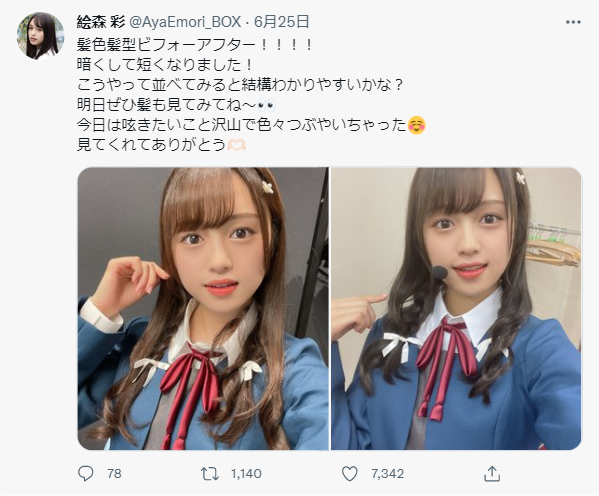 絵森 彩 @AyaEmori_BOX · 6月25日
髪色髪型ビフォーアフター！！！！
暗くして短くなりました！
こうやって並べてみると結構わかりやすいかな？
明日ぜひ髪も見てみてね〜👀
今日は呟きたいこと沢山で色々つぶやいちゃった☺️
見てくれてありがとう🫶🏻
78 1,140 7,342